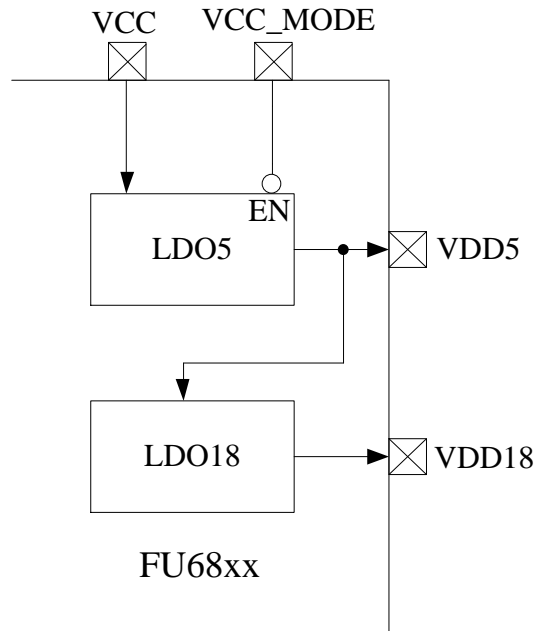 VCC
VCC_MODE
EN
LDO5
VDD5
LDO18
VDD18
FU68xx